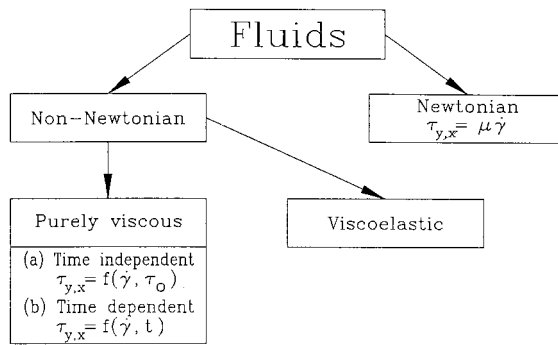 Fluids
Non-Newtonian
Newtonian
τy,x= μγ̇
Purely viscous
Viscoelastic
(a) Time independent
τy,x= f(γ̇, τo)
(b) Time dependent
τy,x= f(γ̇, t)